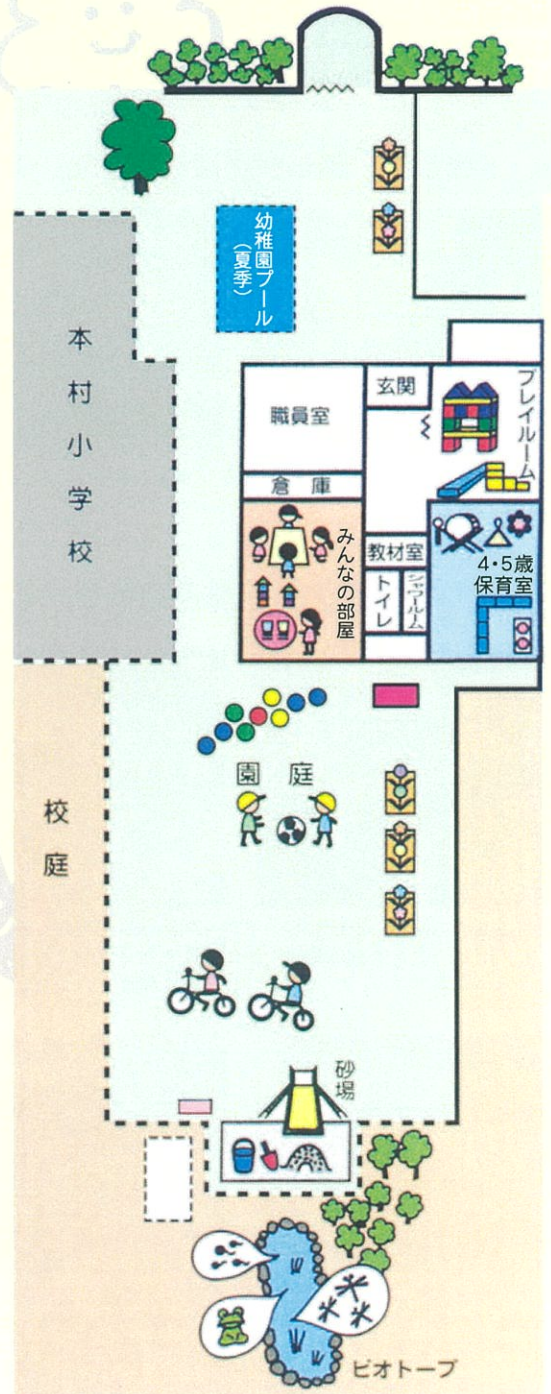 幼稚園プール
（夏季）
本村小学校
職員室
玄関
プレイルーム
倉庫
みんなの部屋
教材室
トイレ
シャワールーム
4・5歳
保育室
園庭
校庭
砂場
ビオトープ